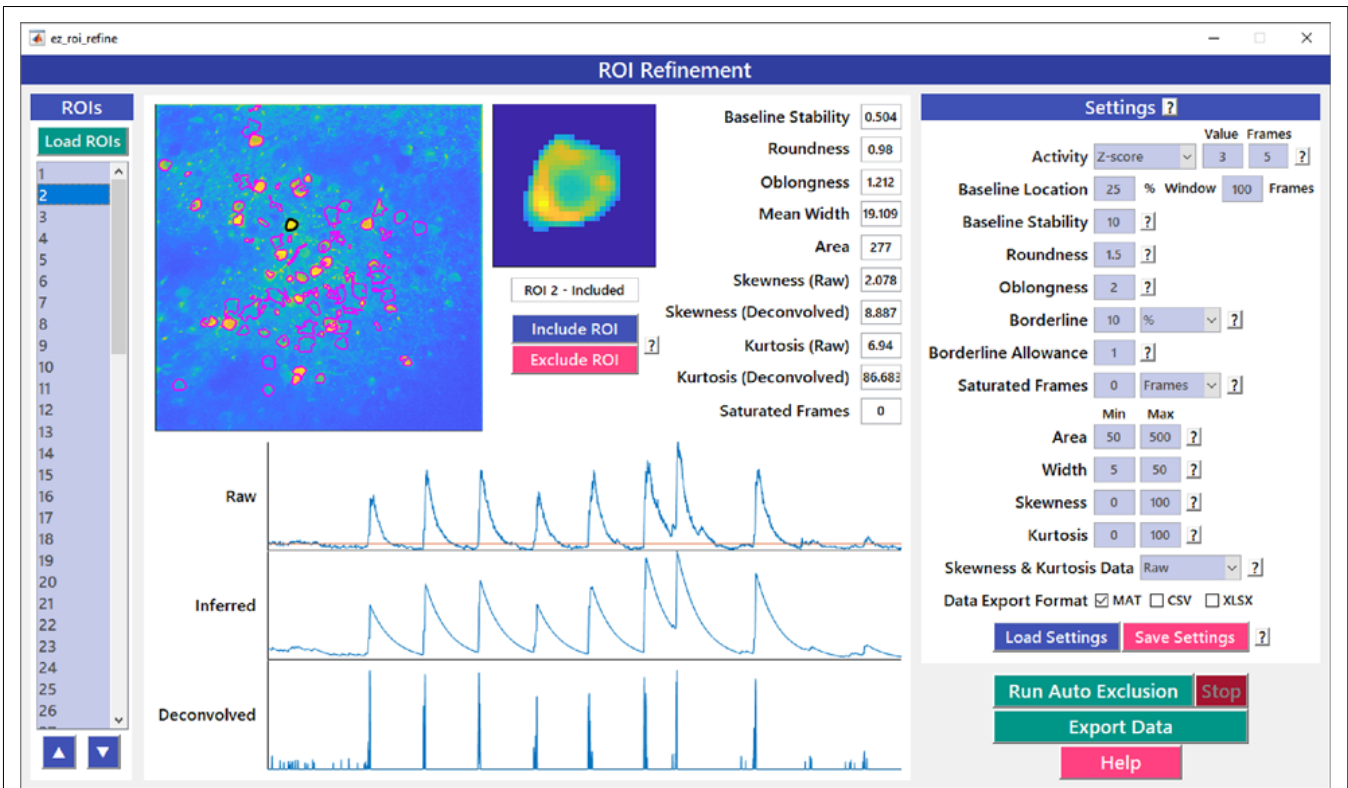 ez_roi_refine
ROI Refinement
ROIs
Load ROIs
1
2
3
4
5
6
7
8
9
10
11
12
13
14
15
16
17
18
19
20
21
22
23
24
25
26
ROI 2 - Included
Include ROI
Exclude ROI ?
Baseline Stability 0.504
Roundness 0.98
Oblongness 1.212
Mean Width 19.109
Area 277
Skewness (Raw) 2.078
Skewness (Deconvolved) 8.887
Kurtosis (Raw) 6.94
Kurtosis (Deconvolved) 86.683
Saturated Frames 0
Raw
Inferred
Deconvolved
Settings ?
Value Frames
Activity Z-score 3 5 ?
Baseline Location 25 % Window 100 Frames
Baseline Stability 10 ?
Roundness 1.5 ?
Oblongness 2 ?
Borderline 10 % ?
Borderline Allowance 1 ?
Saturated Frames 0 Frames ?
Min Max
Area 50 500 ?
Width 5 50 ?
Skewness 0 100 ?
Kurtosis 0 100 ?
Skewness & Kurtosis Data Raw ?
Data Export Format MAT CSV XLSX
Load Settings Save Settings ?
Run Auto Exclusion Stop
Export Data
Help